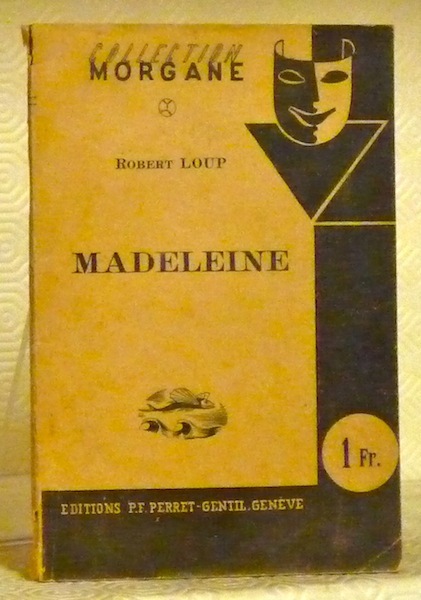 COLLECTION
MORGANE
ROBERT LOUP
MADELEINE
1 Fr.
EDITIONS P.F. PERRET-GENTIL. GENÈVE